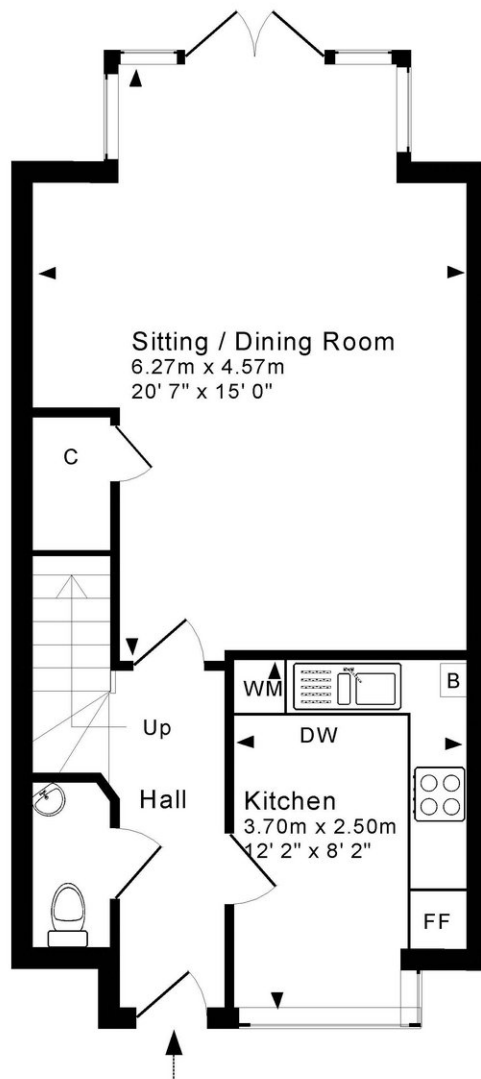 Sitting / Dining Room
6.27m x 4.57m
20' 7" x 15' 0"
C
WM
B
DW
Up
Hall
Kitchen
3.70m x 2.50m
12' 2" x 8' 2"
FF